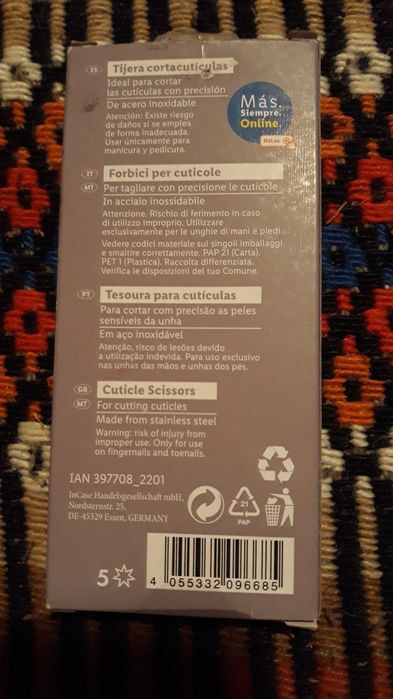 ES Tijera cortacutículas
Ideal para cortar
las cutículas con precisión
De acero inoxidable
Atención: Existe riesgo
de daños si se emplea
de forma inadecuada.
Usar únicamente para
manicura y pedicura.
Más.
Siempre.
Online.
lidl.es
IT Forbici per cuticole
MT Per tagliare con precisione le cuticole
In acciaio inossidabile
Attenzione. Rischio di ferimento in caso
di utilizzo improprio. Utilizzare
esclusivamente per le unghie di mani e piedi.
Vedere codici materiale sui singoli imballaggi
e smaltire correttamente. PAP 21 (Carta).
PET 1 (Plastica). Raccolta differenziata.
Verifica le disposizioni del tuo Comune.
PT Tesoura para cutículas
Para cortar com precisão as peles
sensíveis da unha
Em aço inoxidável
Atenção, risco de lesões devido
a utilização indevida. Para uso exclusivo
nas unhas das mãos e unhas dos pés.
GB Cuticle Scissors
MT For cutting cuticles
Made from stainless steel
Warning: risk of injury from
improper use. Only for use
on fingernails and toenails.
IAN 397708_2201
InCase Handelsgesellschaft mbH,
Nordsternstr. 25,
DE-45329 Essen, GERMANY
21
PAP
5
4 055332 096685